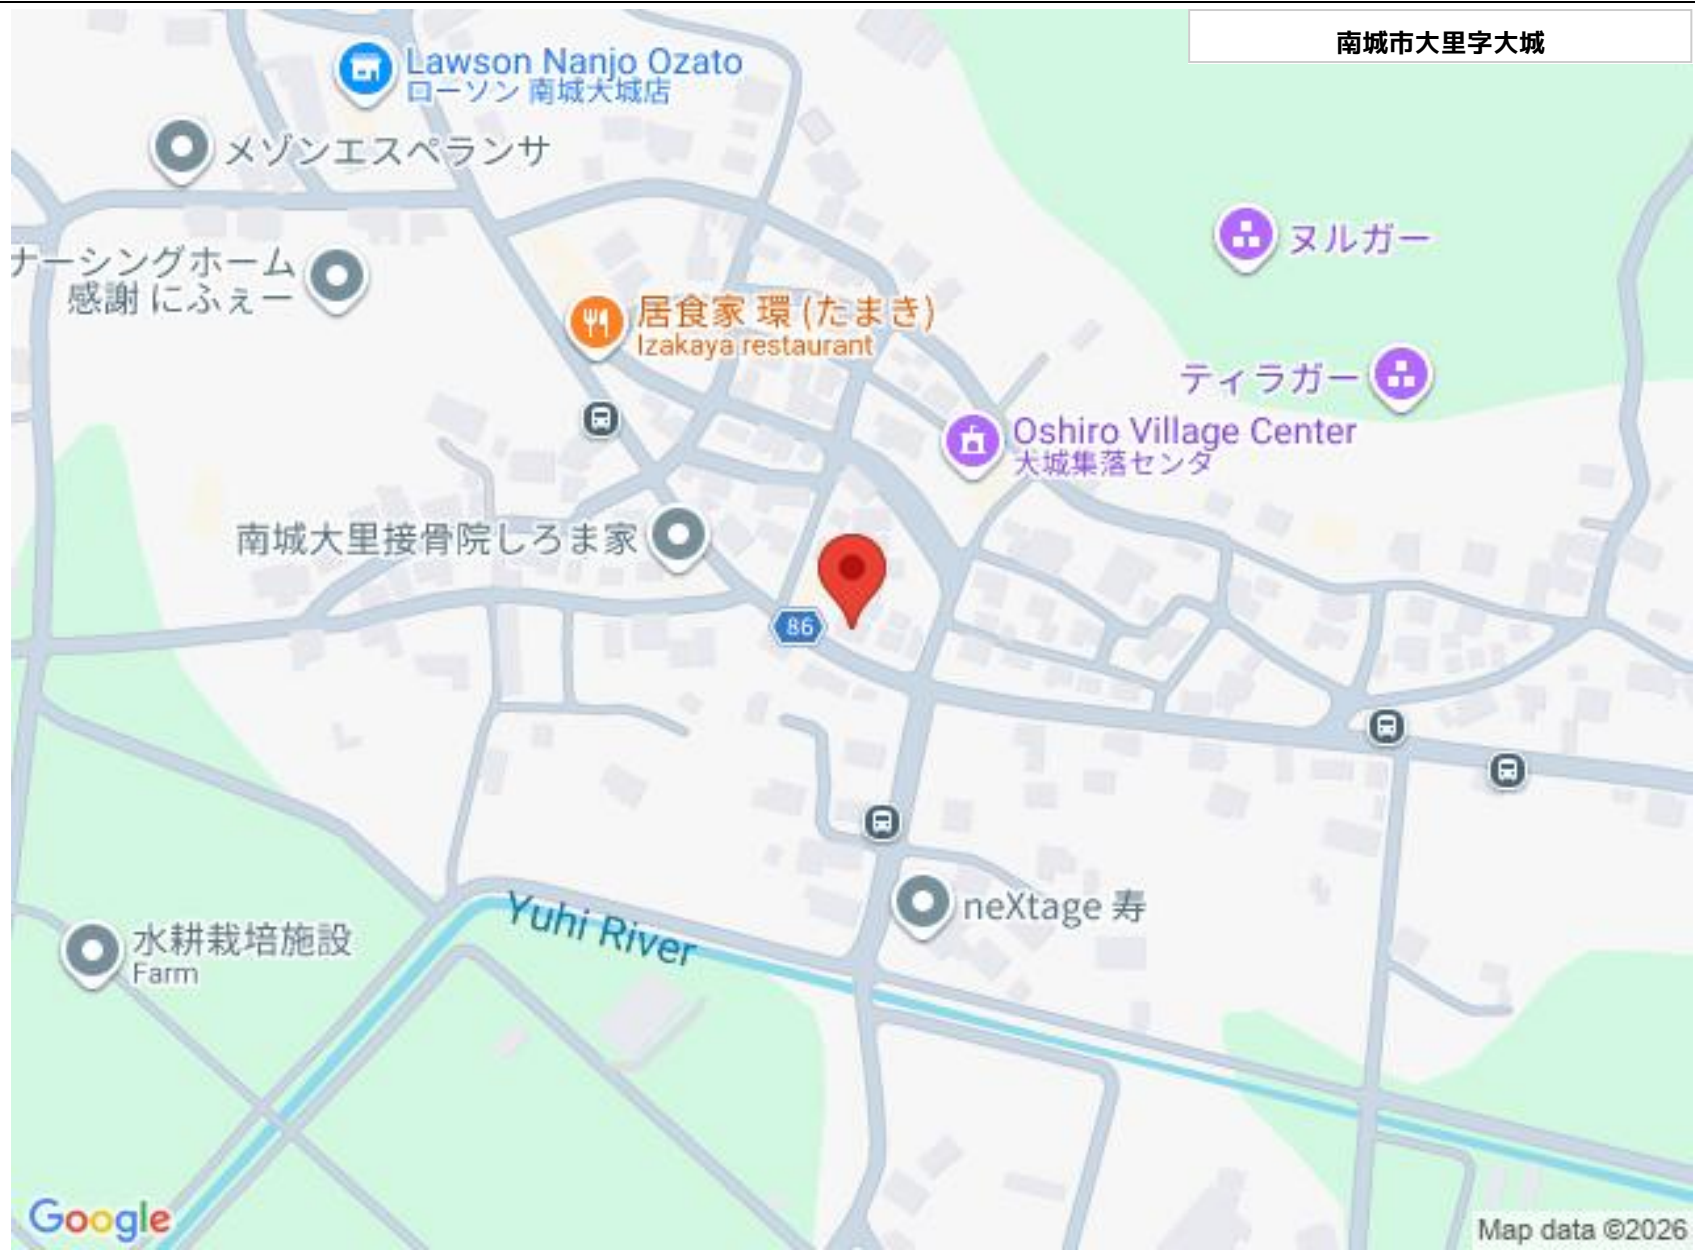 南城市大里字大城
Lawson Nanjo Ozato
ローソン 南城大城店
メゾンエスペランサ
ヌルガー
ナーシングホーム
感謝 にふぇー
居食家 環 (たまき)
Izakaya restaurant
ティラガー
Oshiro Village Center
大城集落センタ
南城大里接骨院しろま家
86
neXtage 寿
Yuhi River
水耕栽培施設
Farm
Google
Map data ©2026